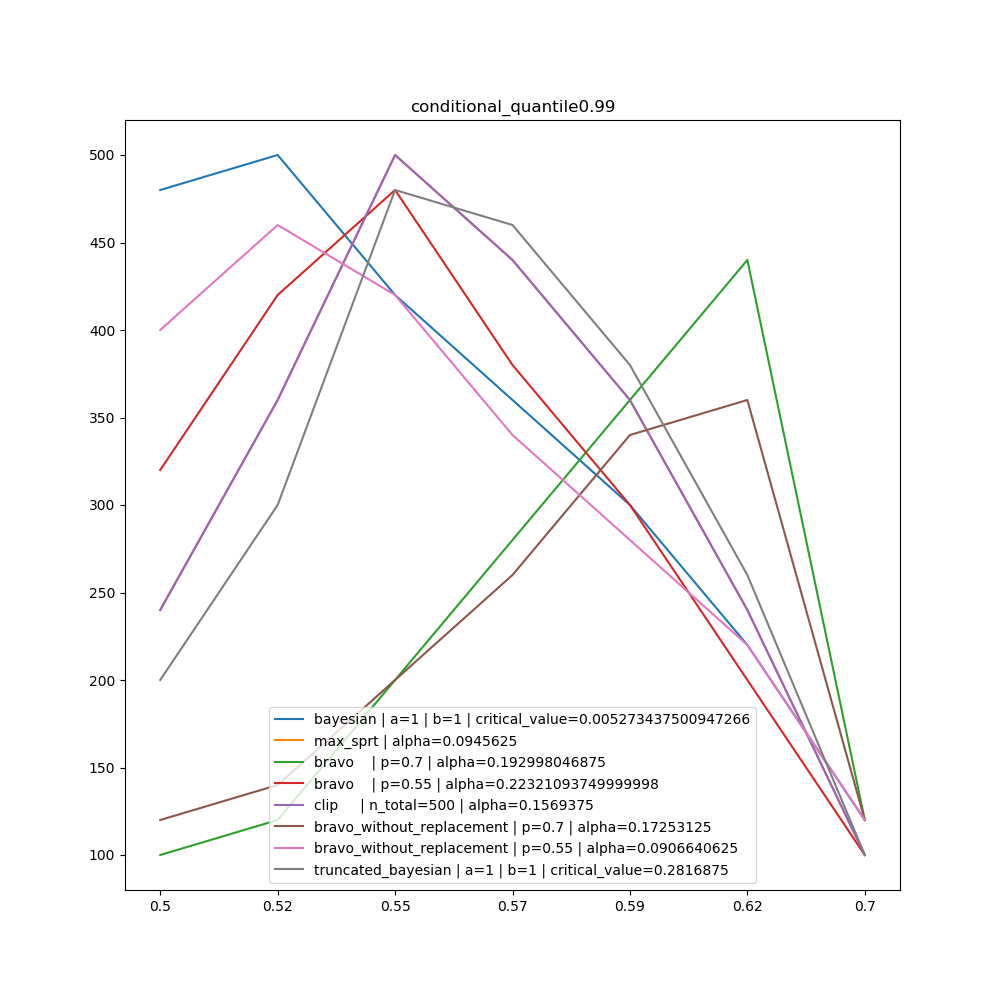 conditional_quantile0.99
500
450
400
350
300
250
200
150
100
bayesian | a=1 | b=1 | critical_value=0.005273437500947266
max_sprt | alpha=0.0945625
bravo    | p=0.7 | alpha=0.192998046875
bravo    | p=0.55 | alpha=0.22321093749999998
clip     | n_total=500 | alpha=0.1569375
bravo_without_replacement | p=0.7 | alpha=0.17253125
bravo_without_replacement | p=0.55 | alpha=0.0906640625
truncated_bayesian | a=1 | b=1 | critical_value=0.2816875
0.5 0.52 0.55 0.57 0.59 0.62 0.7